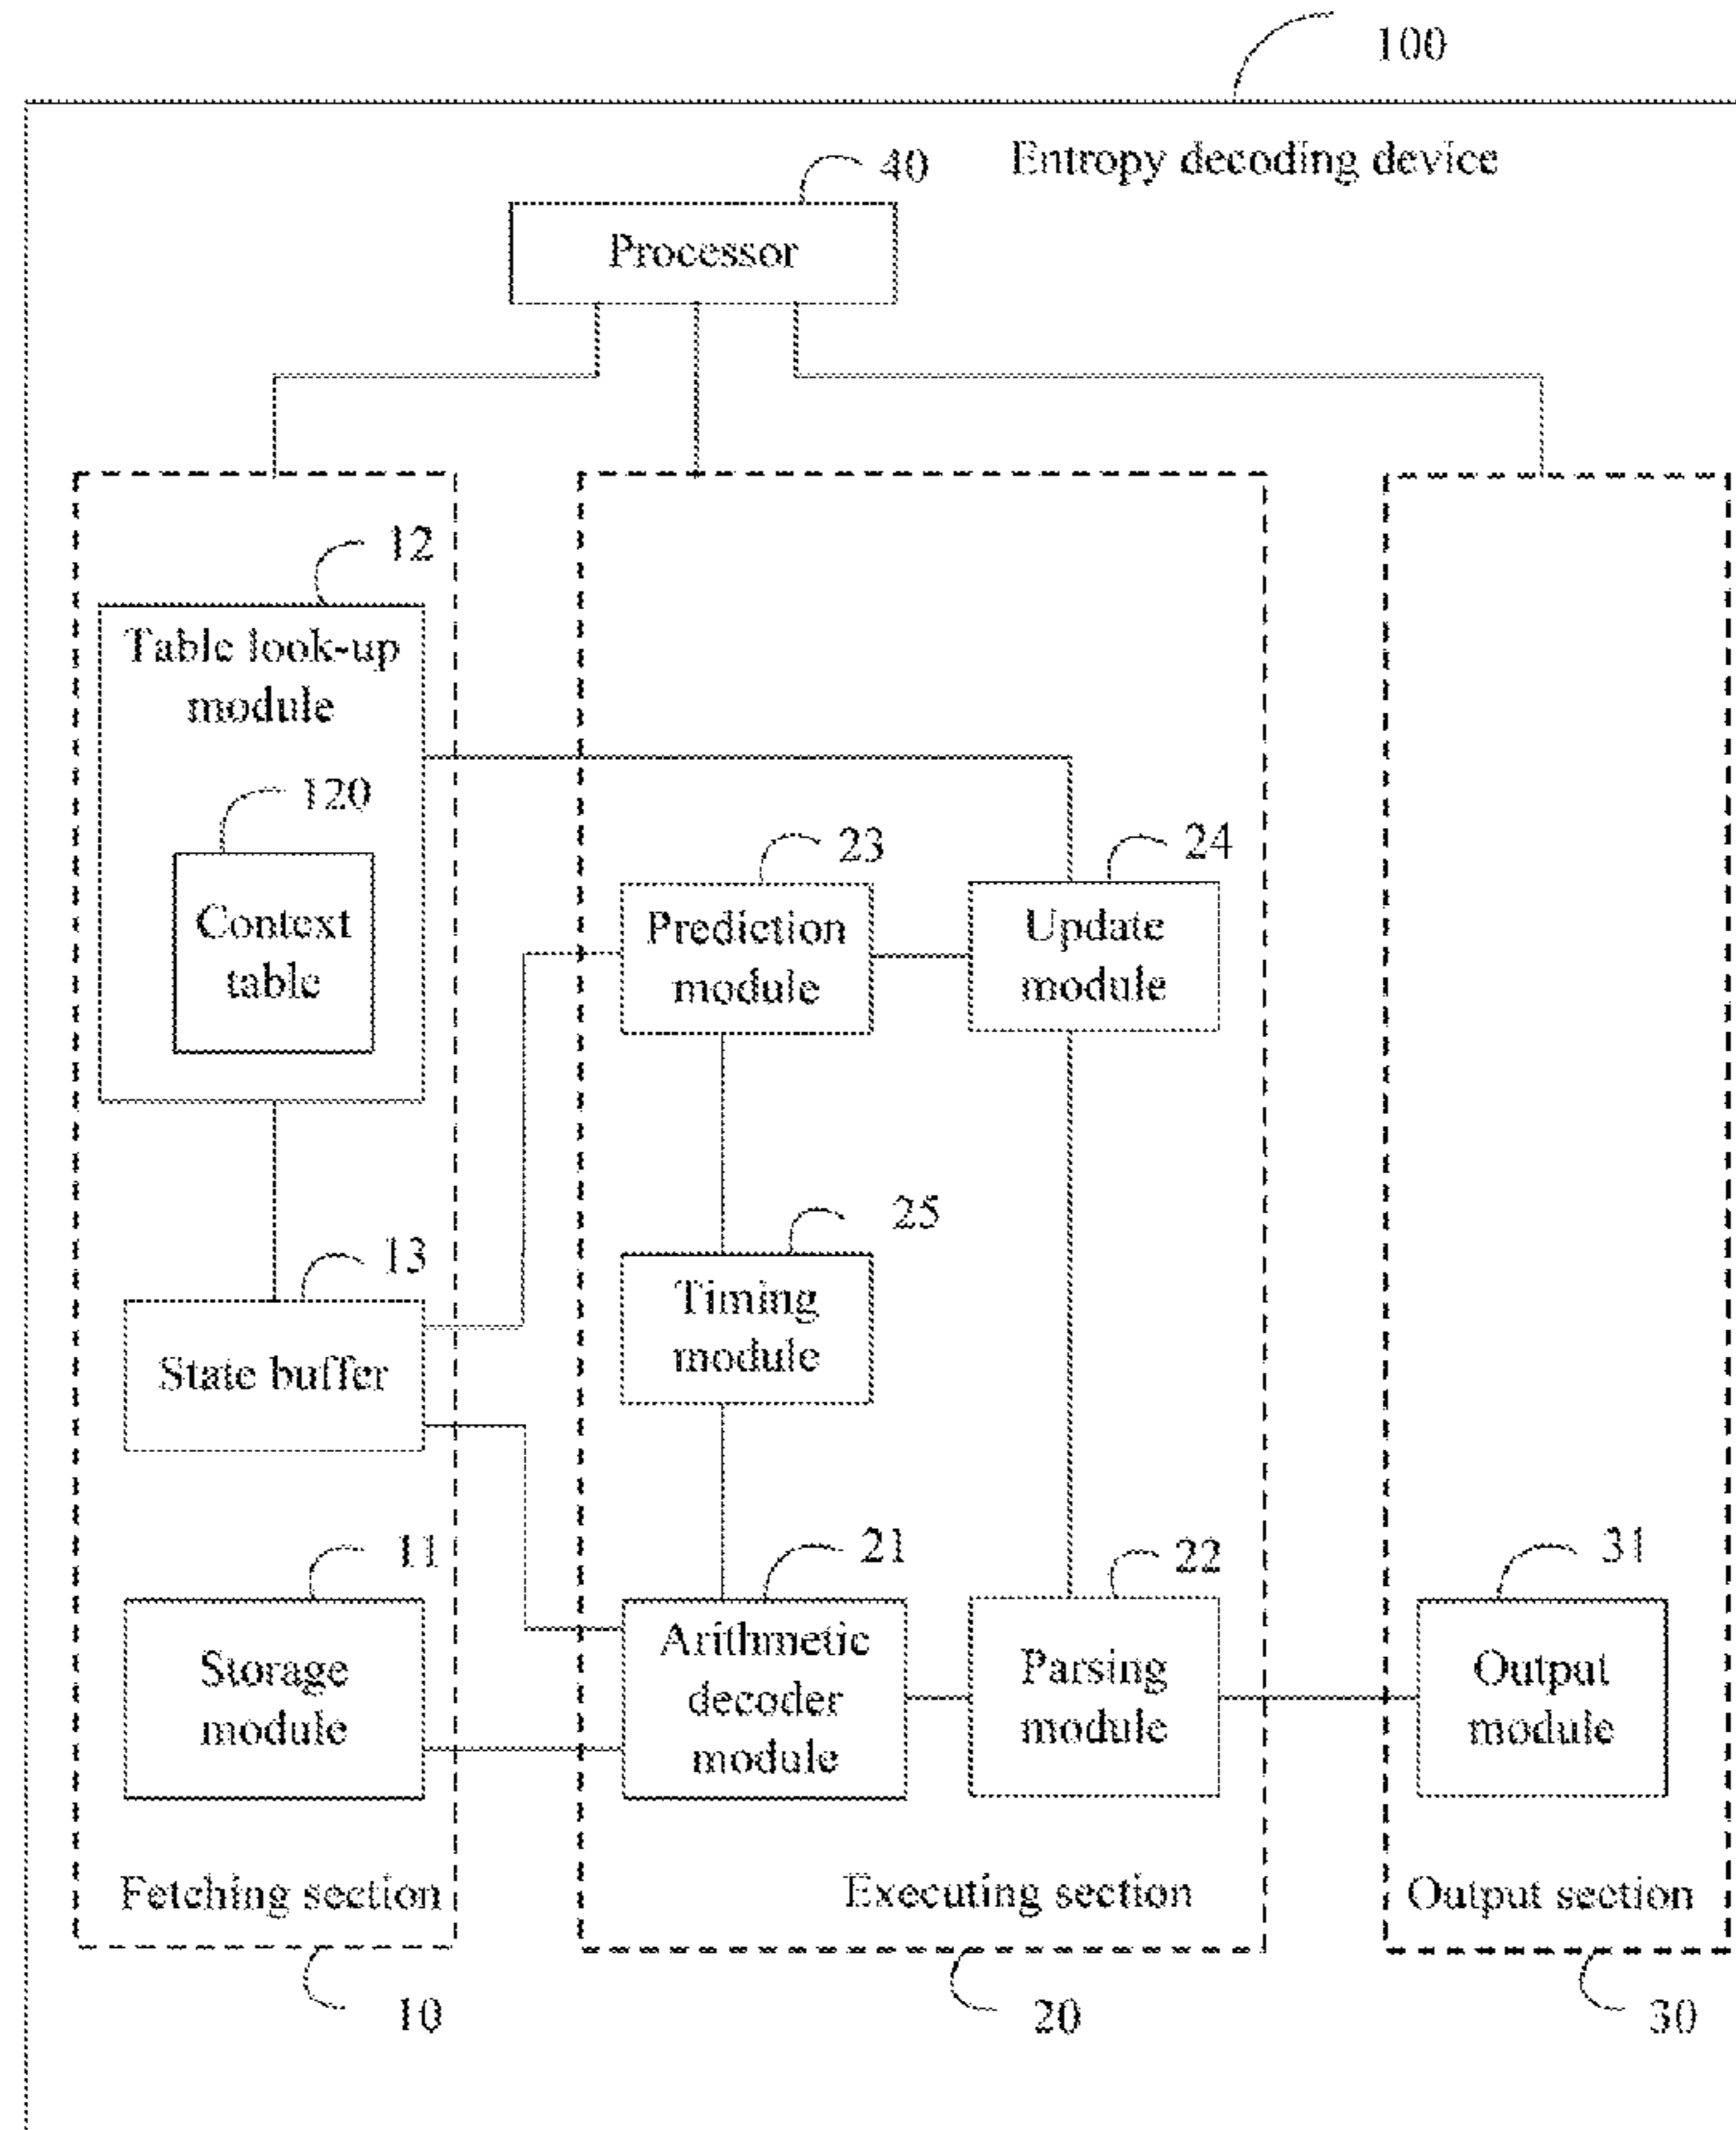 100
Entropy decoding device
40
Processor
12
Table look-up
module
120
Context
table
23
Prediction
module
24
Update
module
25
Timing
module
13
State buffer
11
Storage
module
21
Arithmetic
decoder
module
22
Parsing
module
31
Output
module
Fetching section
Executing section
Output section
10
20
30